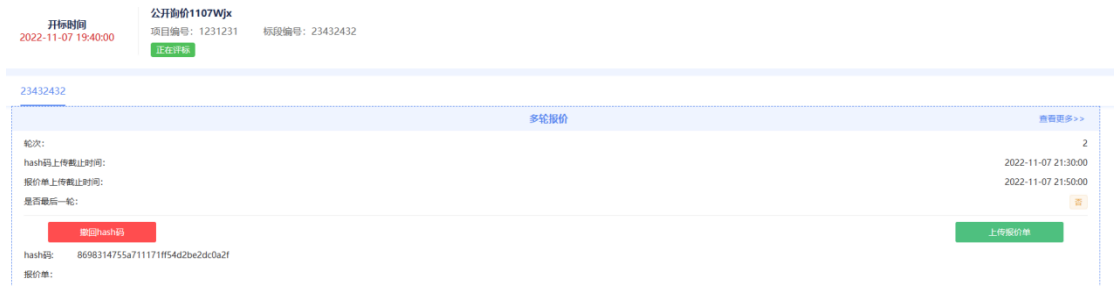 开标时间
2022-11-07 19:40:00
公开询价1107Wjx
项目编号：1231231 标段编号：23432432
正在评标
23432432
多轮报价 查看更多>>
轮次： 2
hash码上传截止时间： 2022-11-07 21:30:00
报价单上传截止时间： 2022-11-07 21:50:00
是否最后一轮： 否
撤回hash码 上传报价单
hash码： 8698314755a711171ff54d2be2dc0a2f
报价单：